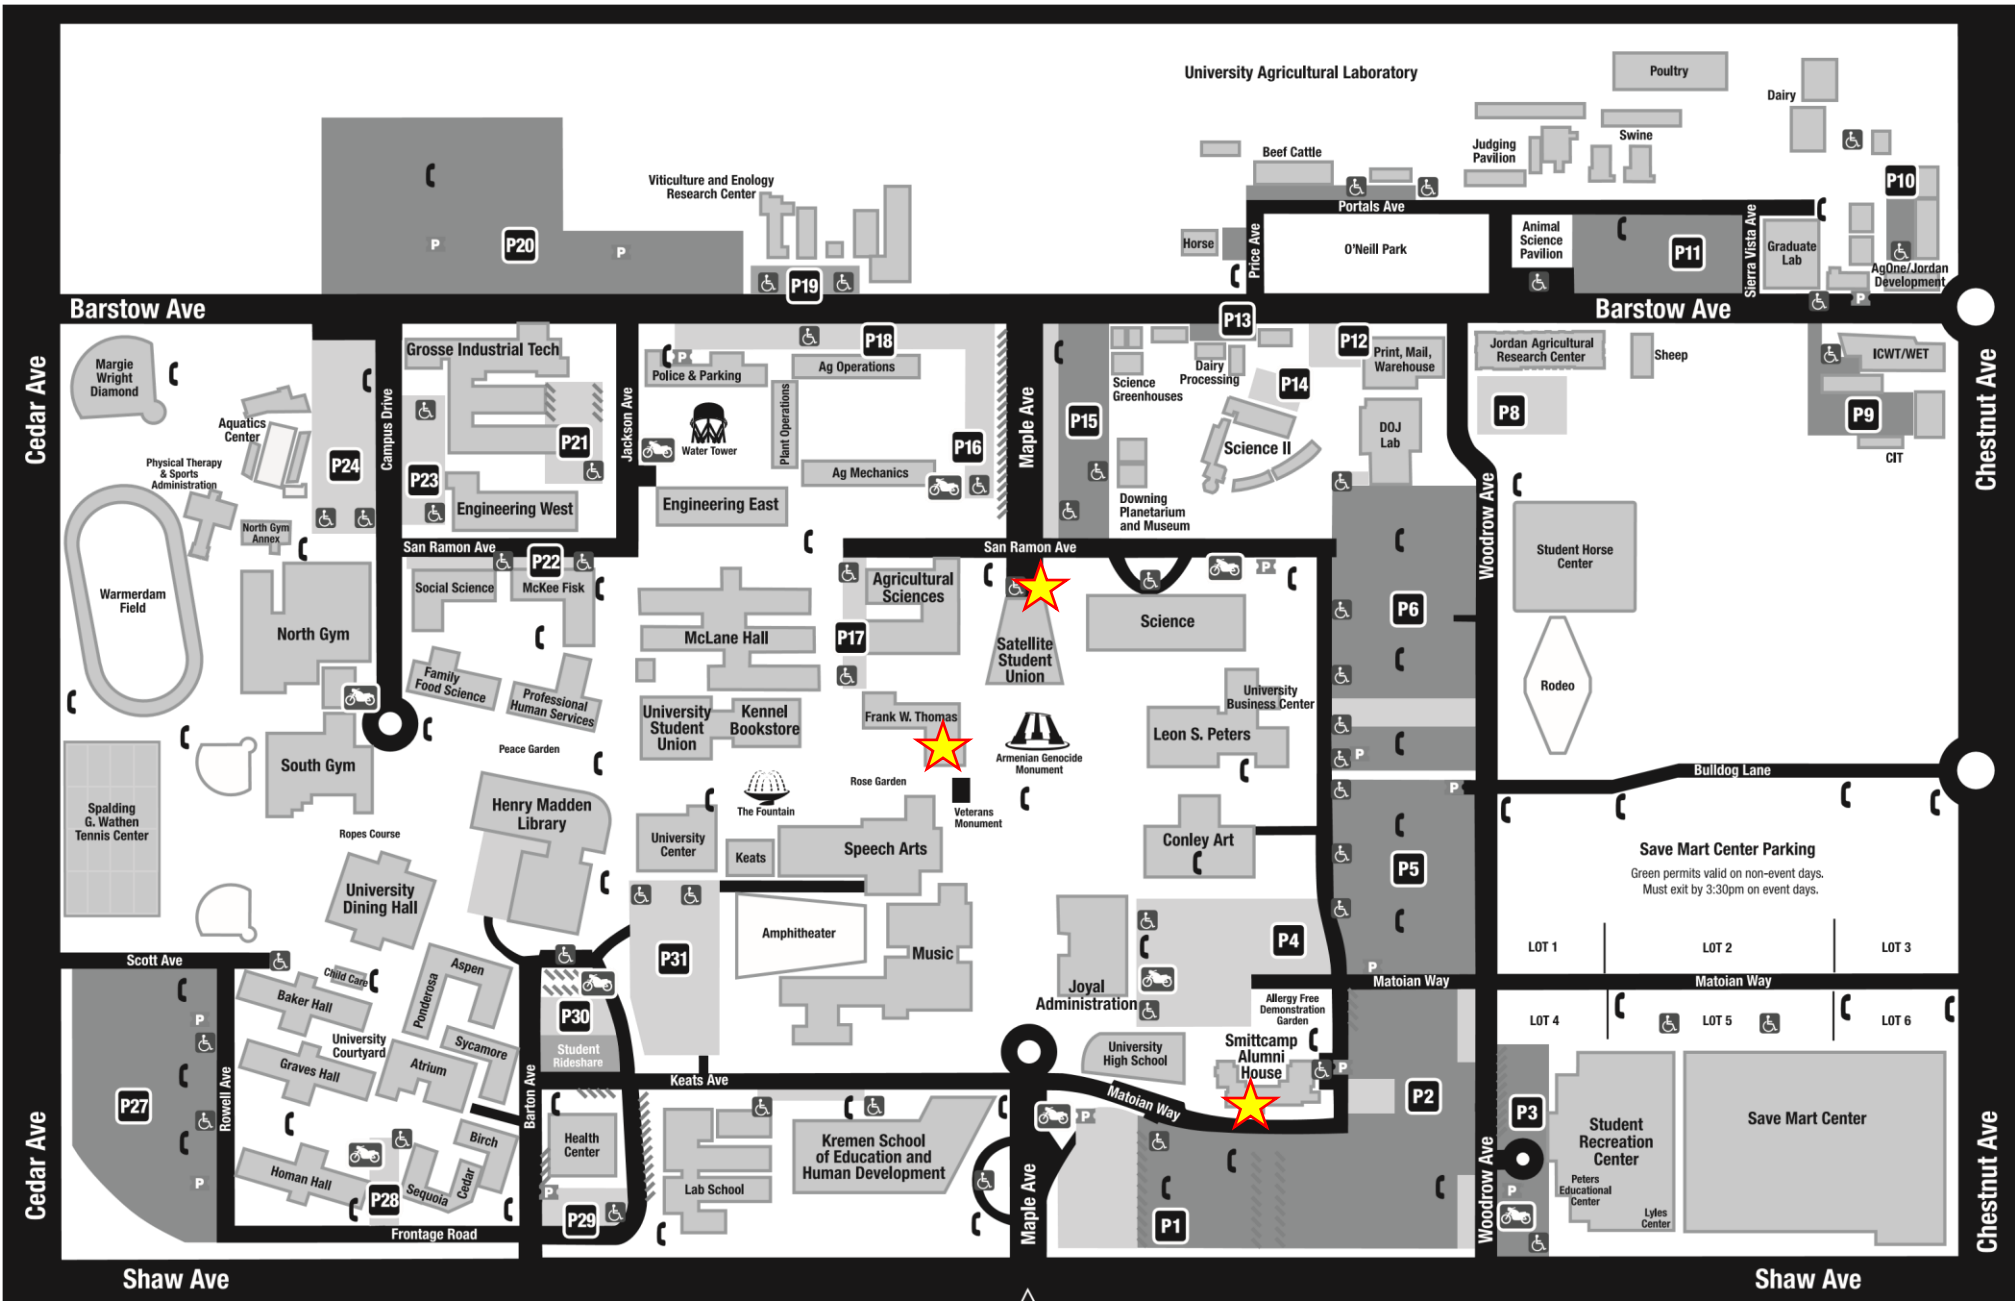 University Agricultural Laboratory
Poultry
Dairy
Swine
Judging
Pavilion
Beef Cattle
P10
Viticulture and Enology
Research Center
Portals Ave
P20
P
P
P19
Horse
Price Ave
O'Neill Park
Animal
Science
Pavilion
P11
Sierra Vista Ave
Graduate
Lab
AgOne/Jordan
Development
P
Barstow Ave
Barstow Ave
Cedar Ave
Margie
Wright
Diamond
Aquatics
Center
Physical Therapy
& Sports
Administration
North Gym
Annex
P24
Campus Drive
Grosse Industrial Tech
P23
P21
Engineering West
Jackson Ave
P
Police & Parking
Water Tower
Plant Operations
P18
Ag Operations
Ag Mechanics
P16
Engineering East
Maple Ave
P15
Science
Greenhouses
P13
Dairy
Processing
P12
Print, Mail,
Warehouse
P14
Science II
DOJ
Lab
Downing
Planetarium
and Museum
Jordan Agricultural
Research Center
Sheep
P8
ICWT/WET
P9
CIT
Chestnut Ave
Woodrow Ave
Student Horse
Center
Rodeo
San Ramon Ave
P22
San Ramon Ave
P
Warmerdam
Field
North Gym
Social Science
McKee Fisk
Family
Food Science
Professional
Human Services
McLane Hall
P17
Agricultural
Sciences
Satellite
Student
Union
Science
P6
University
Business Center
Leon S. Peters
P
University
Student
Union
Kennel
Bookstore
Frank W. Thomas
Armenian Genocide
Monument
Peace Garden
South Gym
Spalding
G. Wathen
Tennis Center
Ropes Course
Henry Madden
Library
The Fountain
Rose Garden
Veterans
Monument
University
Center
Keats
Speech Arts
Conley Art
P
P5
Bulldog Lane
Save Mart Center Parking
Green permits valid on non-event days.
Must exit by 3:30pm on event days.
LOT 1
LOT 2
LOT 3
University
Dining Hall
Amphitheater
Music
P31
Joyal
Administration
P4
P
Matoian Way
Matoian Way
LOT 4
LOT 5
LOT 6
Allergy Free
Demonstration
Garden
Scott Ave
Child Care
Baker Hall
Aspen
Ponderosa
University
Courtyard
Sycamore
Graves Hall
Atrium
P
P27
P
Rowell Ave
Barton Ave
P30
Student
Rideshare
Keats Ave
University
High School
Smittcamp
Alumni
House
P
Matoian Way
P
P2
P3
Student
Recreation
Center
Peters
Educational
Center
Lyles
Center
P
Save Mart Center
Cedar Ave
Homan Hall
P28
Birch
Sequoia
Cedar
Health
Center
P
P29
Lab School
Kremen School
of Education and
Human Development
Maple Ave
P1
Woodrow Ave
Chestnut Ave
Frontage Road
Shaw Ave
Shaw Ave